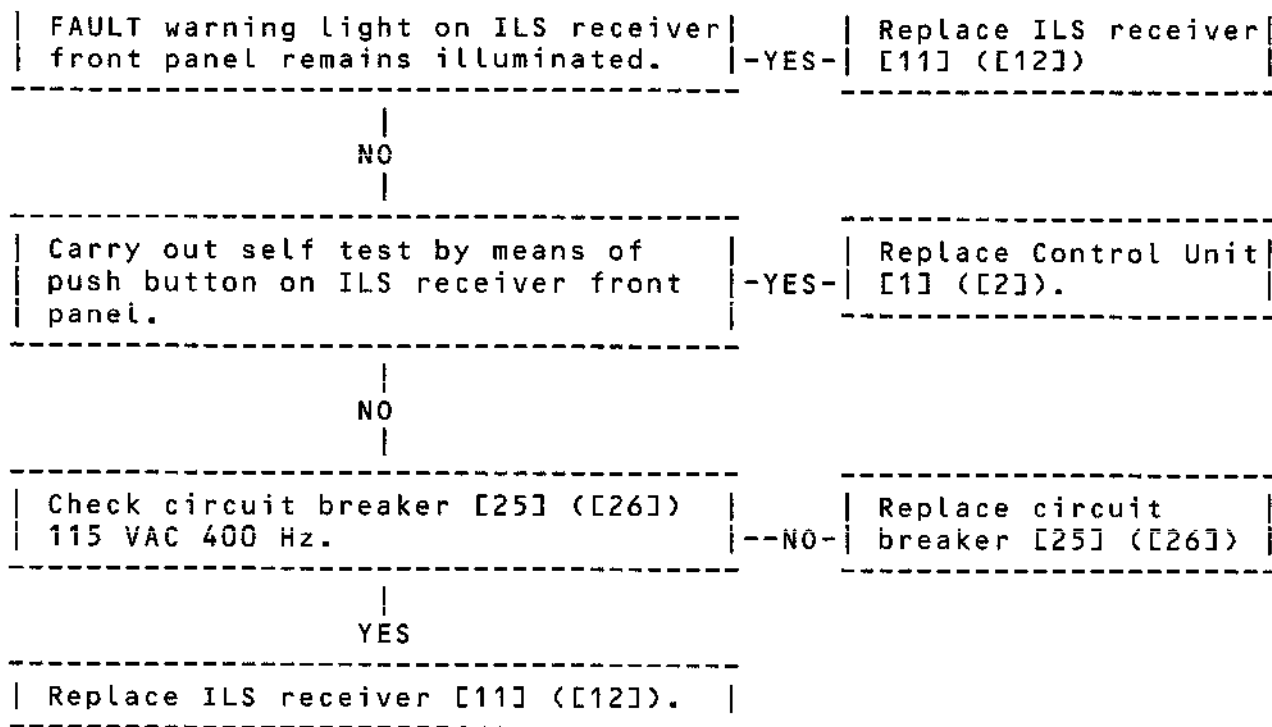 FAULT warning light on ILS receiver
front panel remains illuminated.
-YES-
Replace ILS receiver
[11] ([12])
NO
Carry out self test by means of
push button on ILS receiver front
panel.
-YES-
Replace Control Unit
[1] ([2]).
NO
Check circuit breaker [25] ([26])
115 VAC 400 Hz.
--NO-
Replace circuit
breaker [25] ([26])
YES
Replace ILS receiver [11] ([12]).